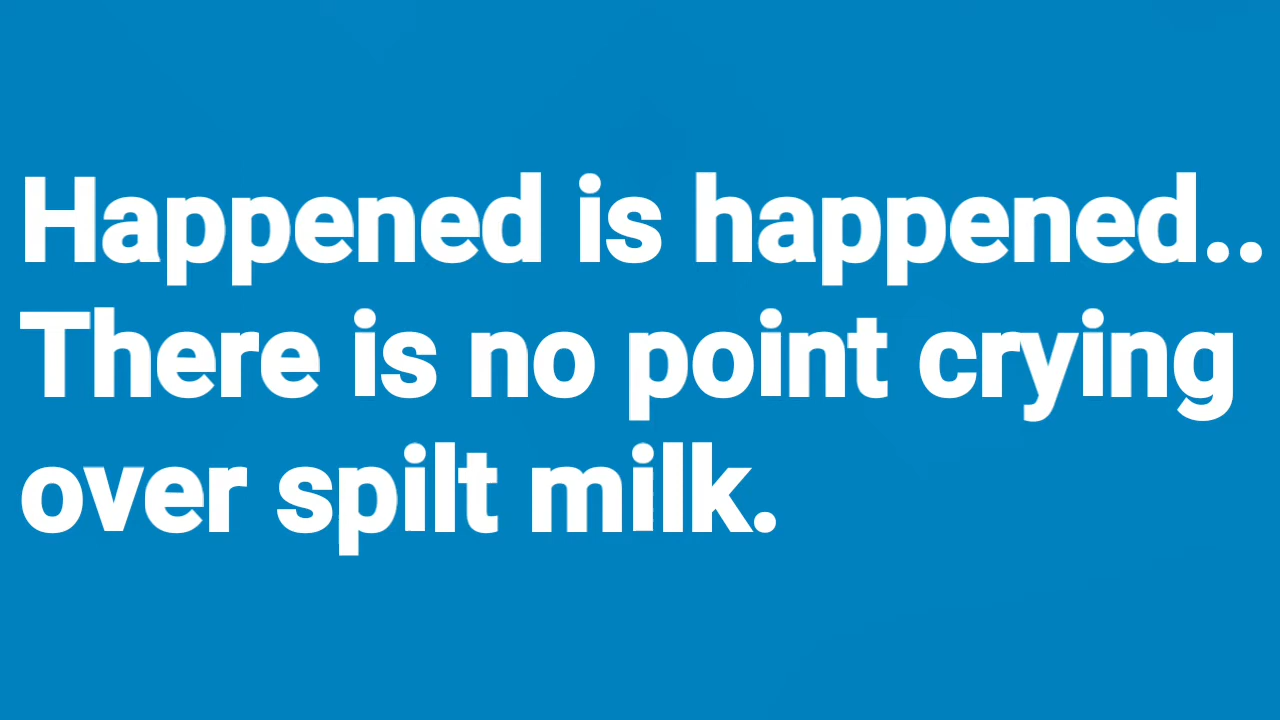 Happened is happened..
There is no point crying
over spilt milk.